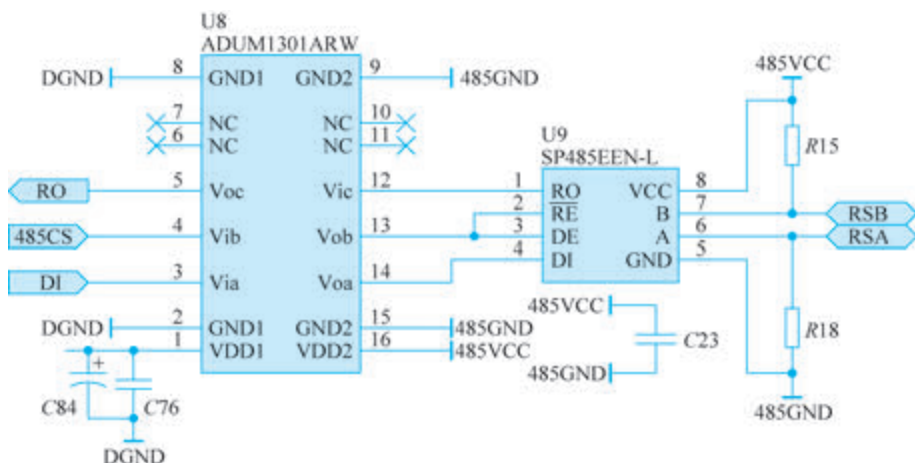 U8
ADUM1301ARW
DGND 8 GND1 GND2 9 485GND
7 NC NC 10
6 NC NC 11
RO 5 Voc Vic 12
485CS 4 Vib Vob 13
DI 3 Via Voa 14
DGND 2 GND1 GND2 15 485GND
1 VDD1 VDD2 16 485VCC
+
C84 C76
DGND
U9
SP485EEN-L
1 RO VCC 8
2 RE B 7 RSB
3 DE A 6 RSA
4 DI GND 5
485VCC
R15
485VCC
C23
485GND
R18
485GND